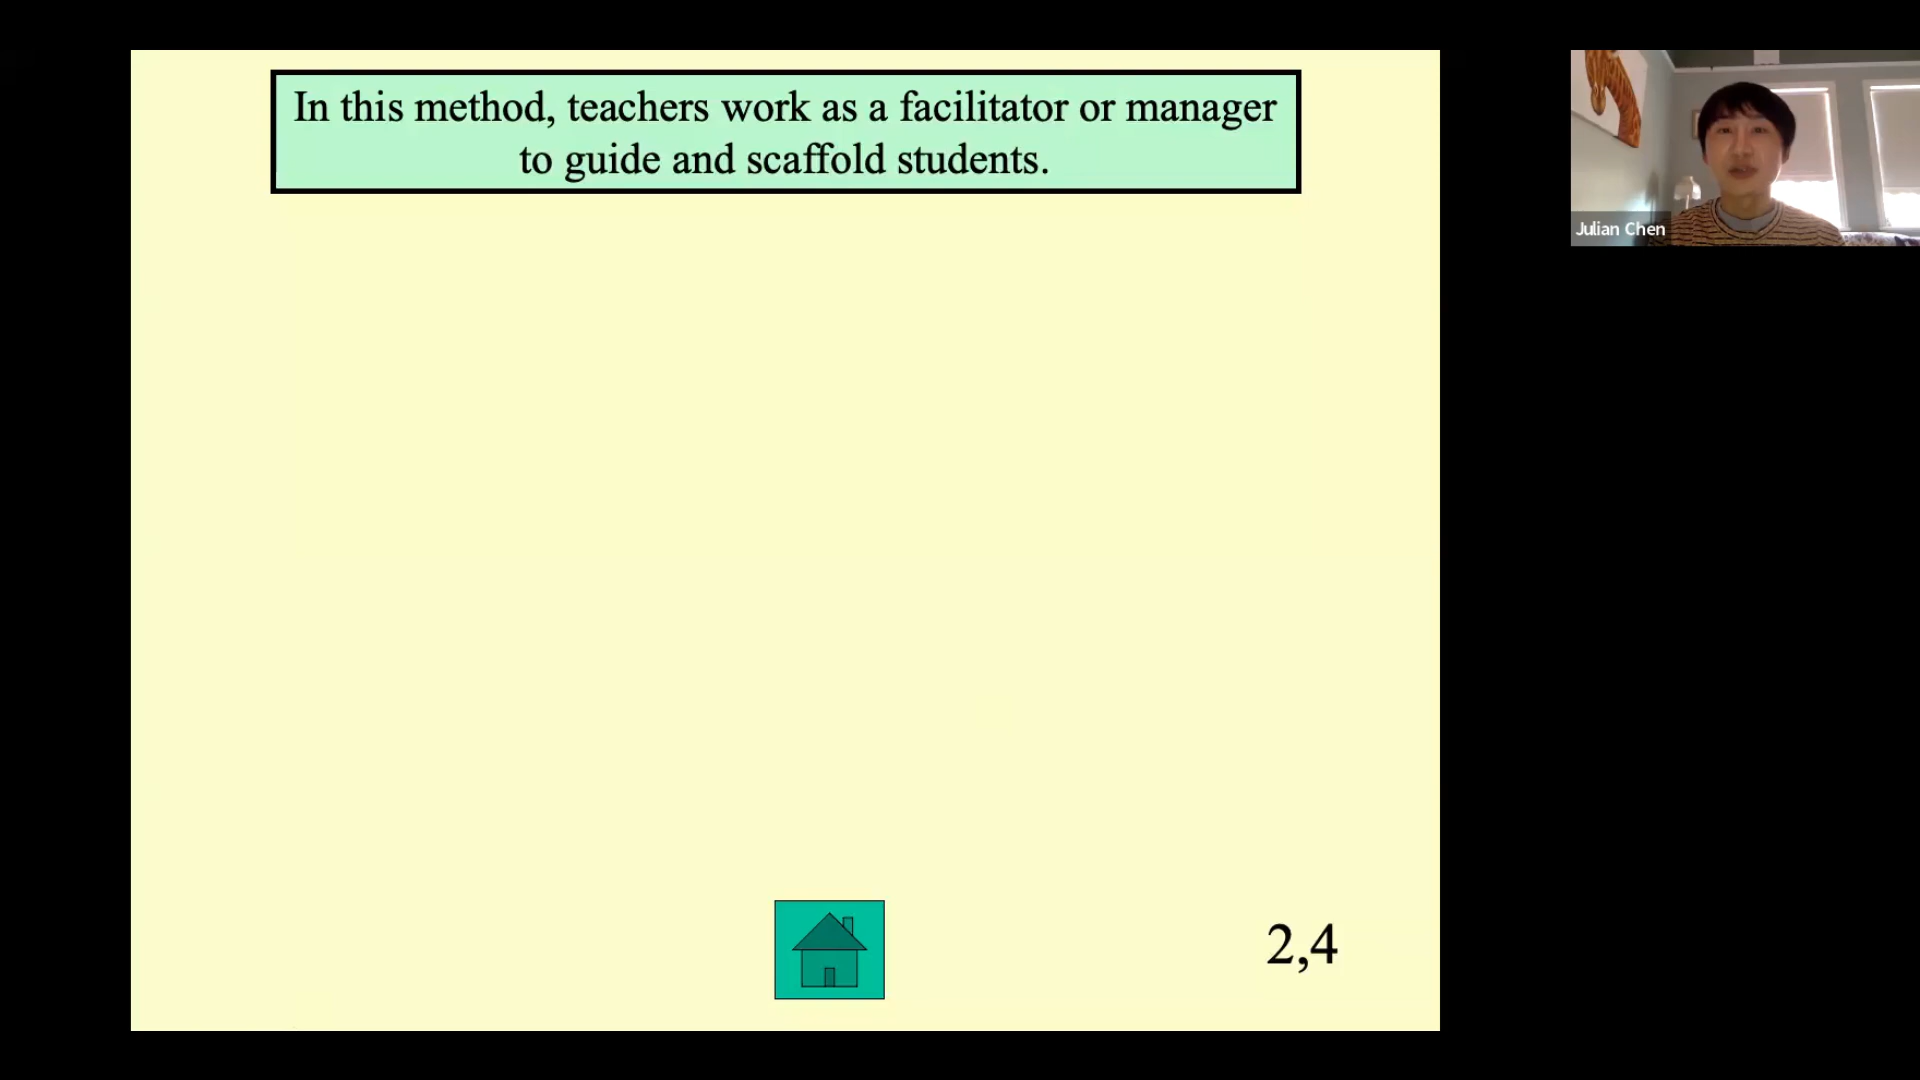 In this method, teachers work as a facilitator or manager
to guide and scaffold students.
Julian Chen
2,4